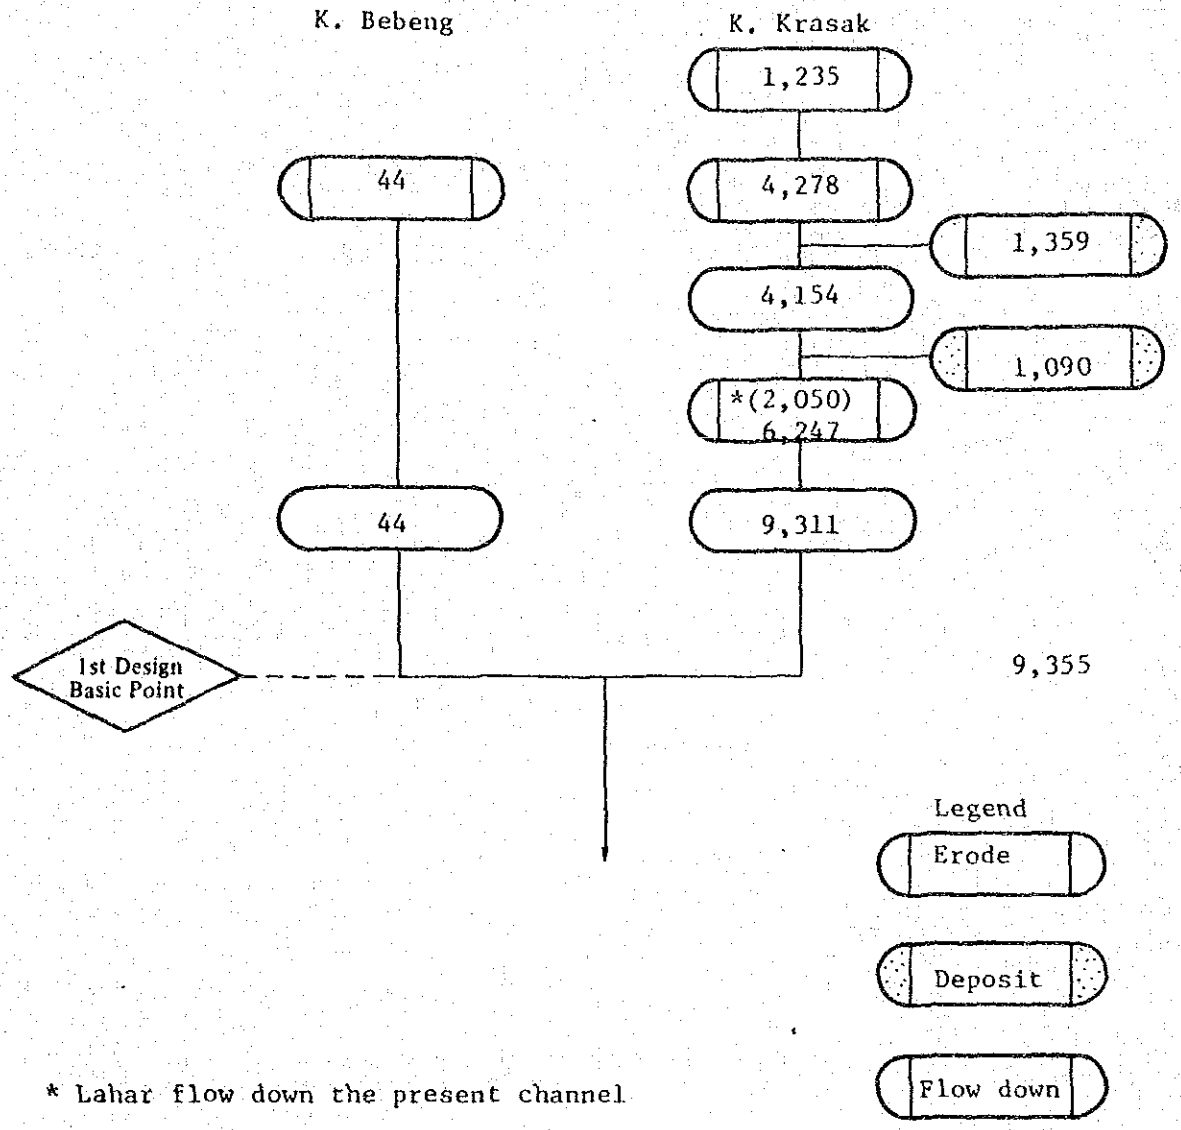 K. Bebeng
K. Krasak
1,235
44
4,278
1,359
4,154
1,090
*(2,050)
6,247
44
9,311
1st Design
Basic Point
9,355
Legend
Erode
Deposit
Flow down
* Lahar flow down the present channel